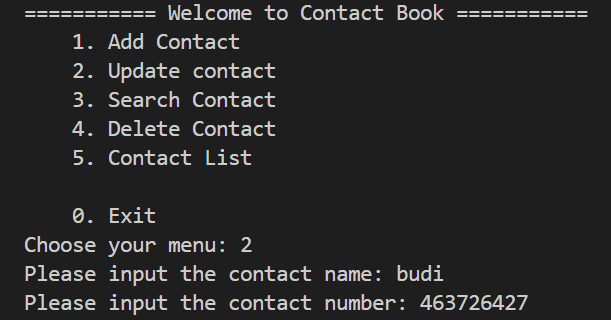 =========== Welcome to Contact Book ===========
    1. Add Contact
    2. Update contact
    3. Search Contact
    4. Delete Contact
    5. Contact List

    0. Exit
Choose your menu: 2
Please input the contact name: budi
Please input the contact number: 463726427